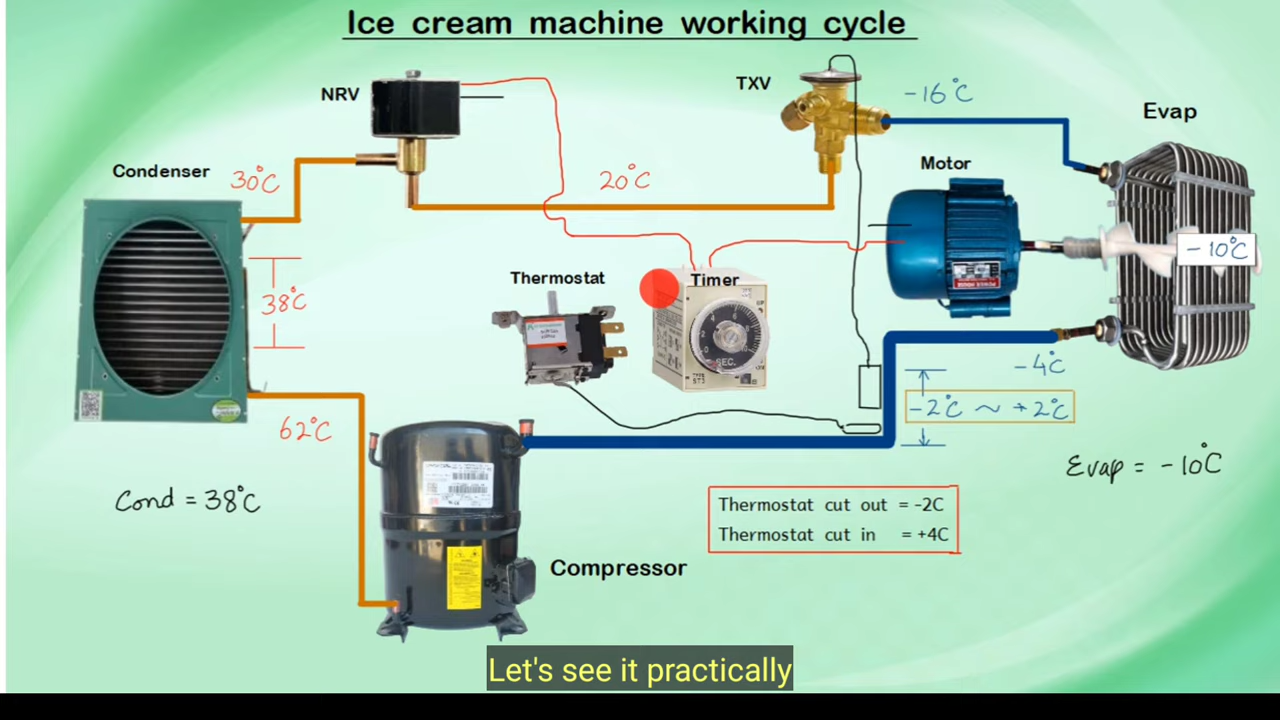 Ice cream machine working cycle
NRV
TXV
-16°C
Evap
Condenser
30°C
20°C
Motor
-10°C
Thermostat
Timer
38°C
SEC.
-4°C
-2°C ~ +2°C
62°C
Evap = -10°C
Cond = 38°C
Thermostat cut out = -2C
Thermostat cut in = +4C
Compressor
Let's see it practically